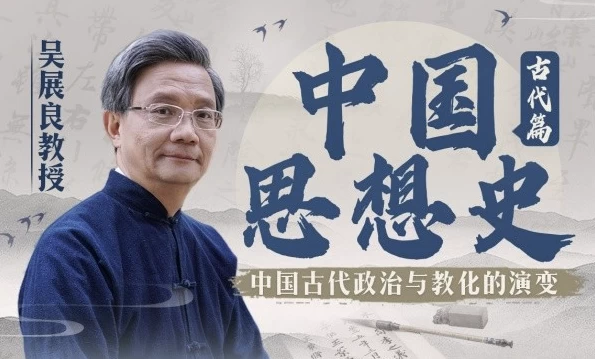 吴展良教授
中国
古代篇
思想史
中国古代政治与教化的演变